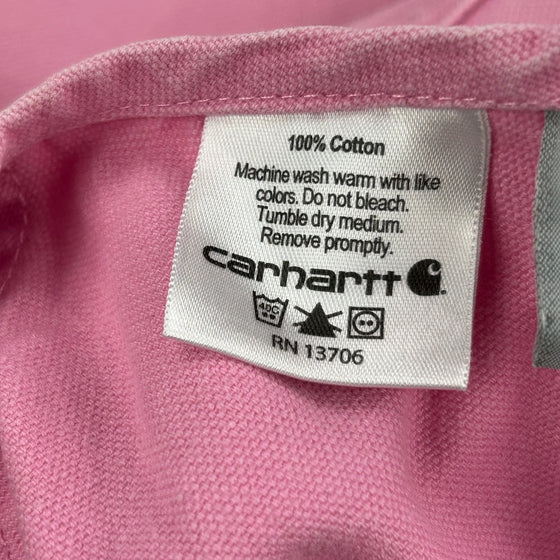 100% Cotton
Machine wash warm with like
colors. Do not bleach.
Tumble dry medium.
Remove promptly.
carhartt
40C
RN 13706